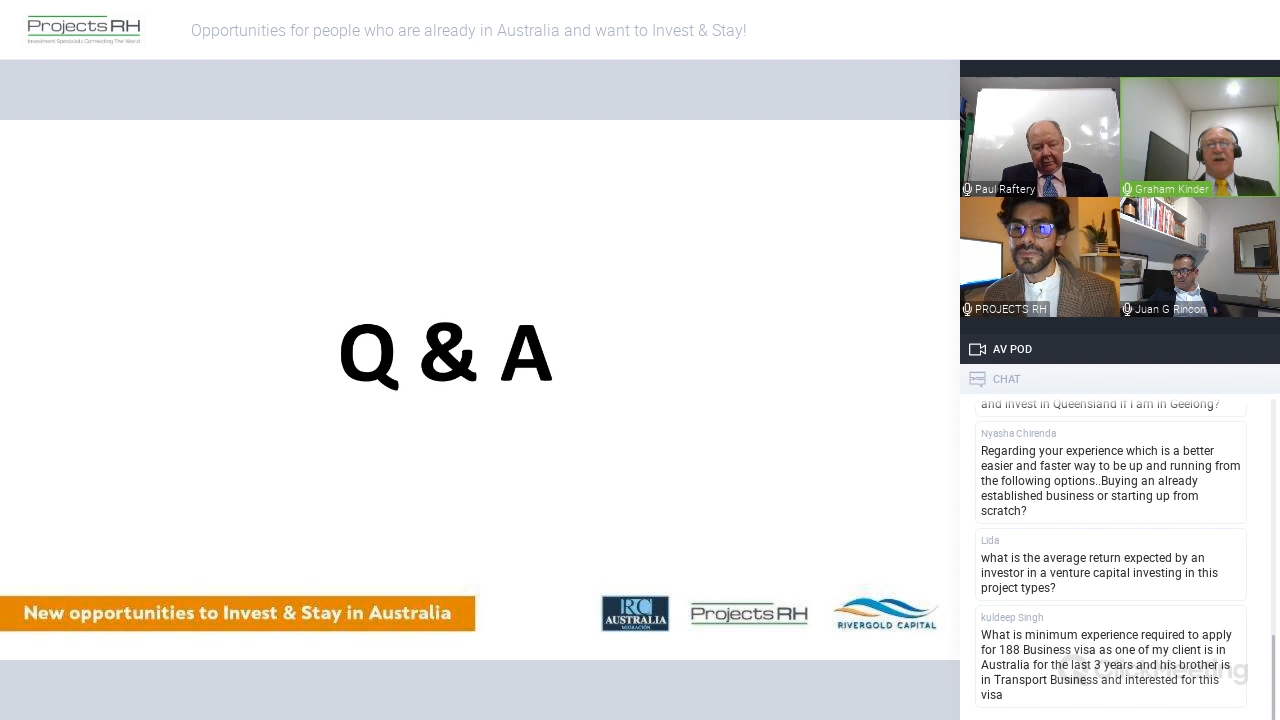 Projects RH
Investment Specialists Connecting The World
Opportunities for people who are already in Australia and want to Invest & Stay!
Q & A
New opportunities to Invest & Stay in Australia
RC
AUSTRALIA
MIGRACIÓN
Projects RH
RIVERGOLD CAPITAL
Paul Raftery
Graham Kinder
PROJECTS RH
Juan G Rincon
AV POD
CHAT
and invest in Queensland if I am in Geelong?
Nyasha Chirenda
Regarding your experience which is a better
easier and faster way to be up and running from
the following options..Buying an already
established business or starting up from
scratch?
Lida
what is the average return expected by an
investor in a venture capital investing in this
project types?
kuldeep Singh
What is minimum experience required to apply
for 188 Business visa as one of my client is in
Australia for the last 3 years and his brother is
in Transport Business and interested for this
visa
ClickMeeting